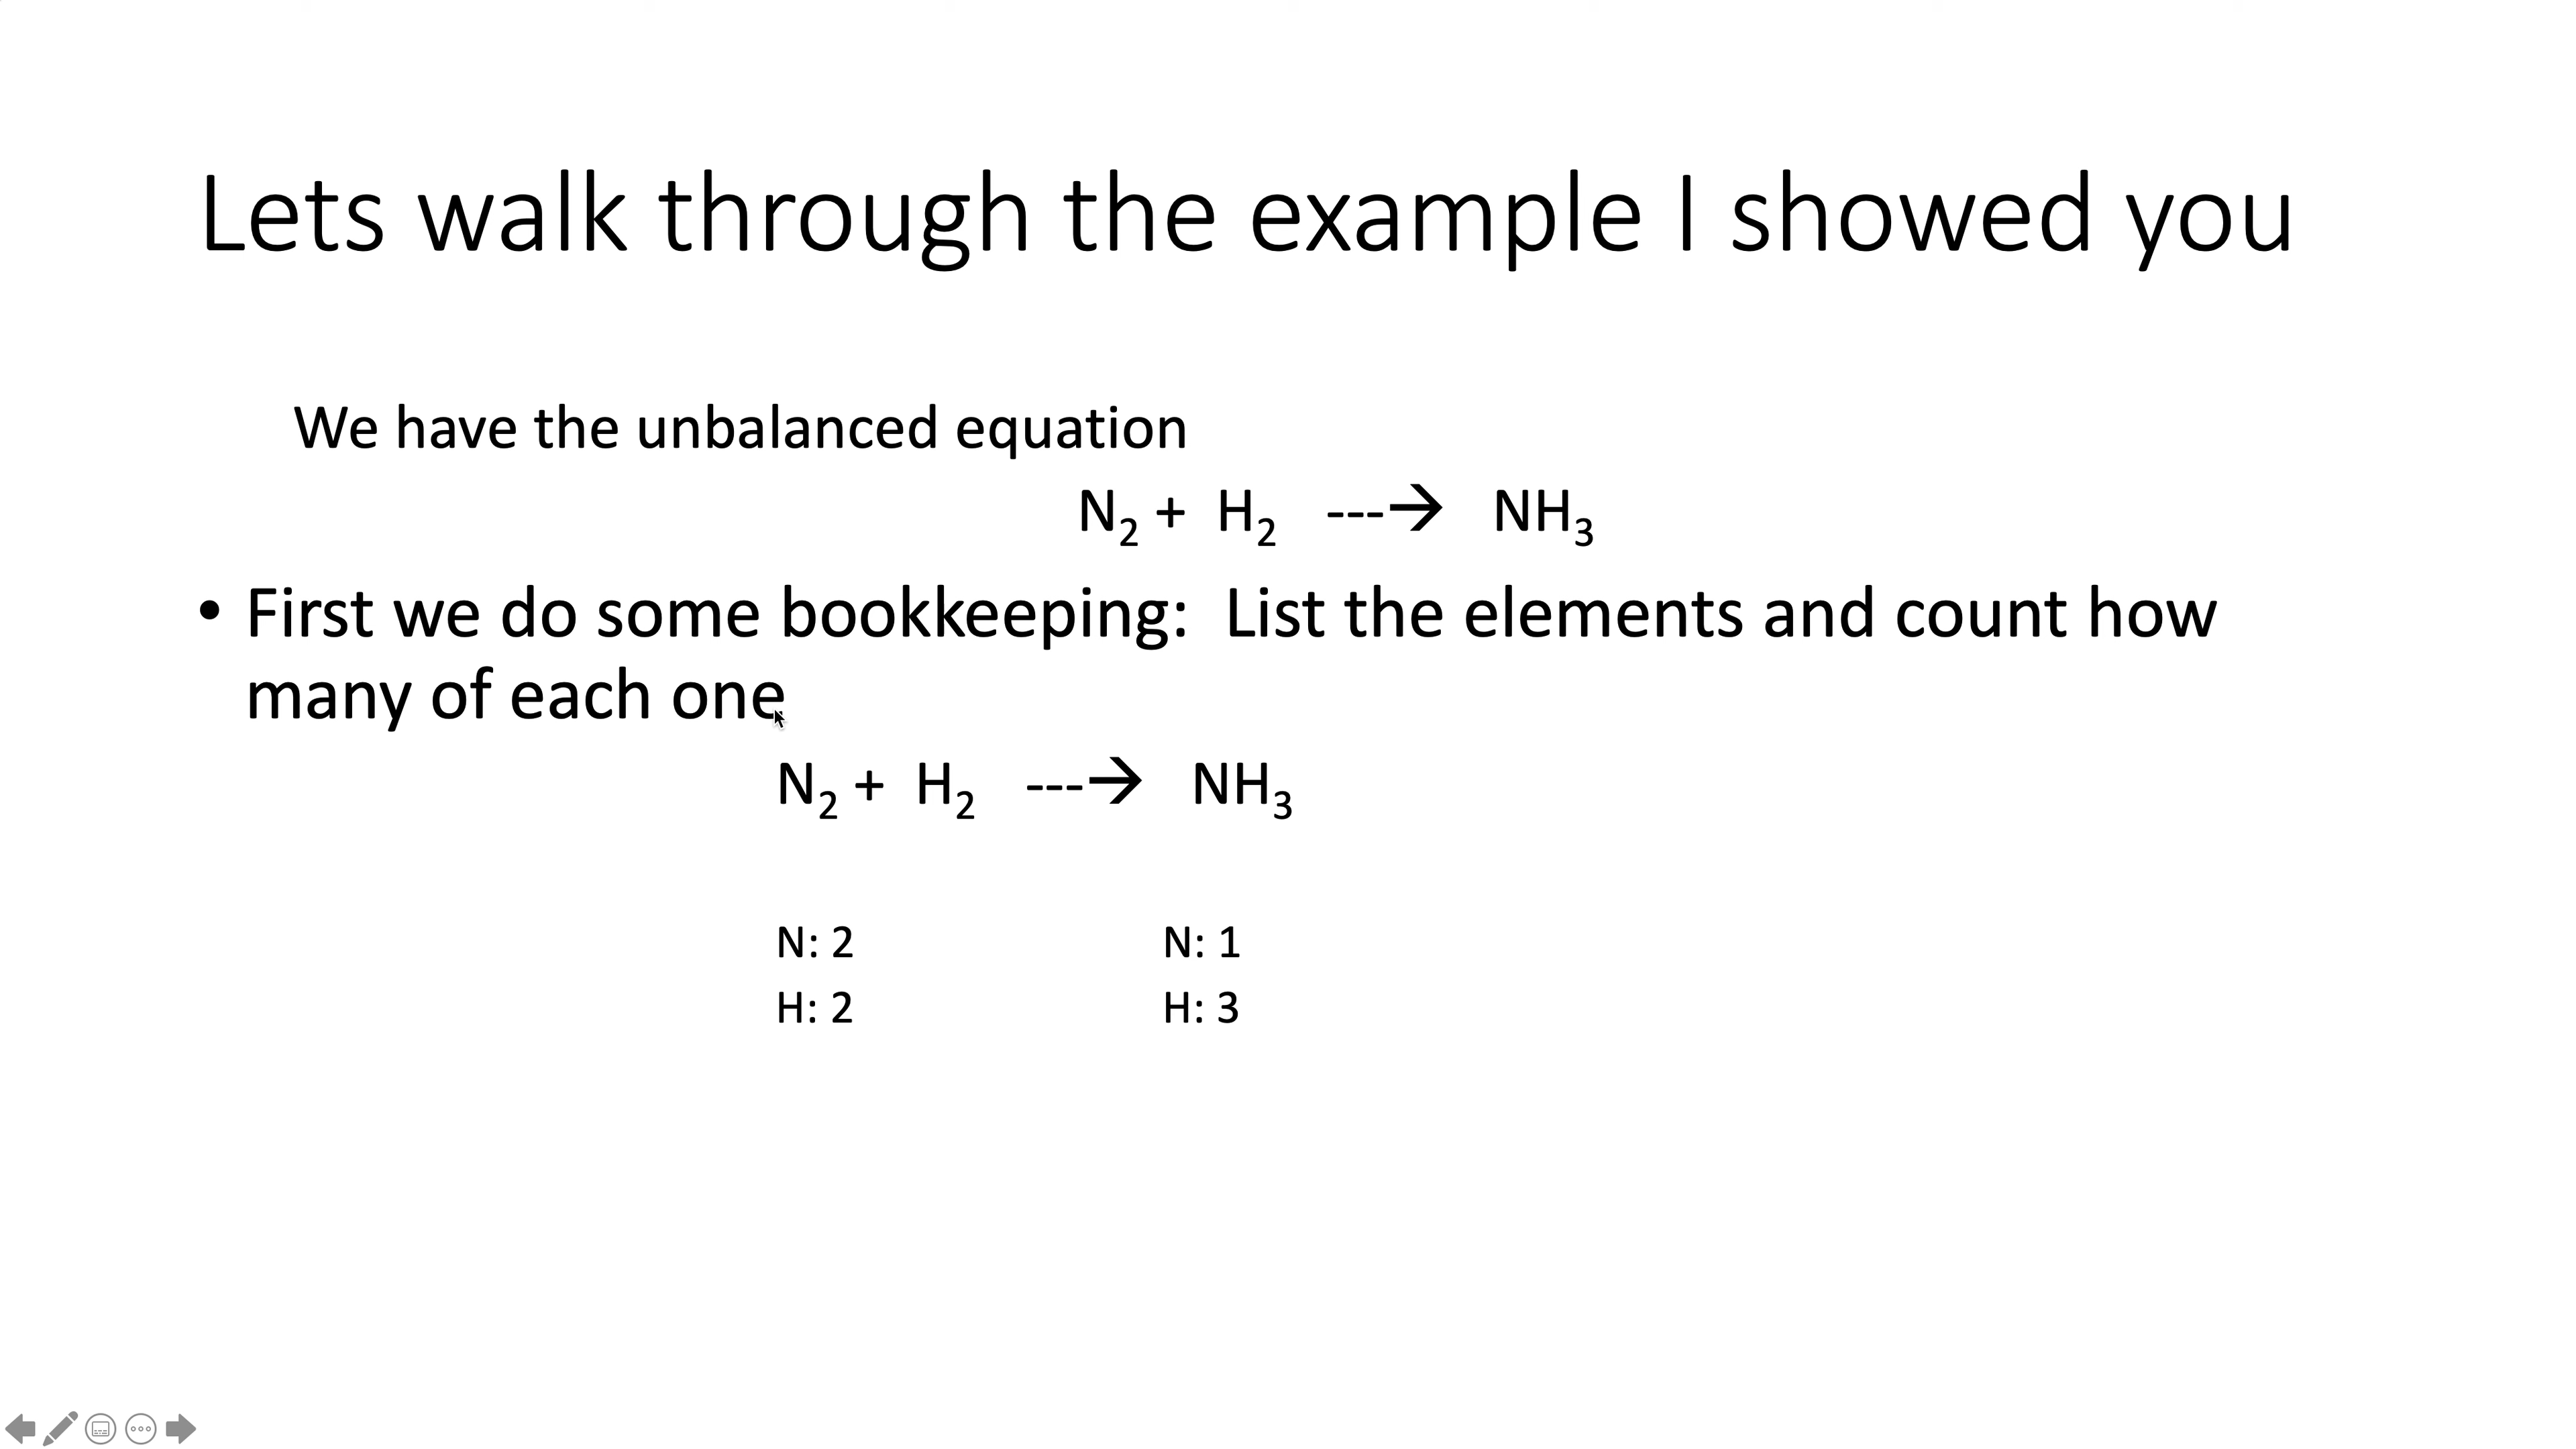 Lets walk through the example I showed you
We have the unbalanced equation
N₂ + H₂ ---→ NH₃
• First we do some bookkeeping: List the elements and count how
many of each one
N₂ + H₂ ---→ NH₃
N: 2 N: 1
H: 2 H: 3